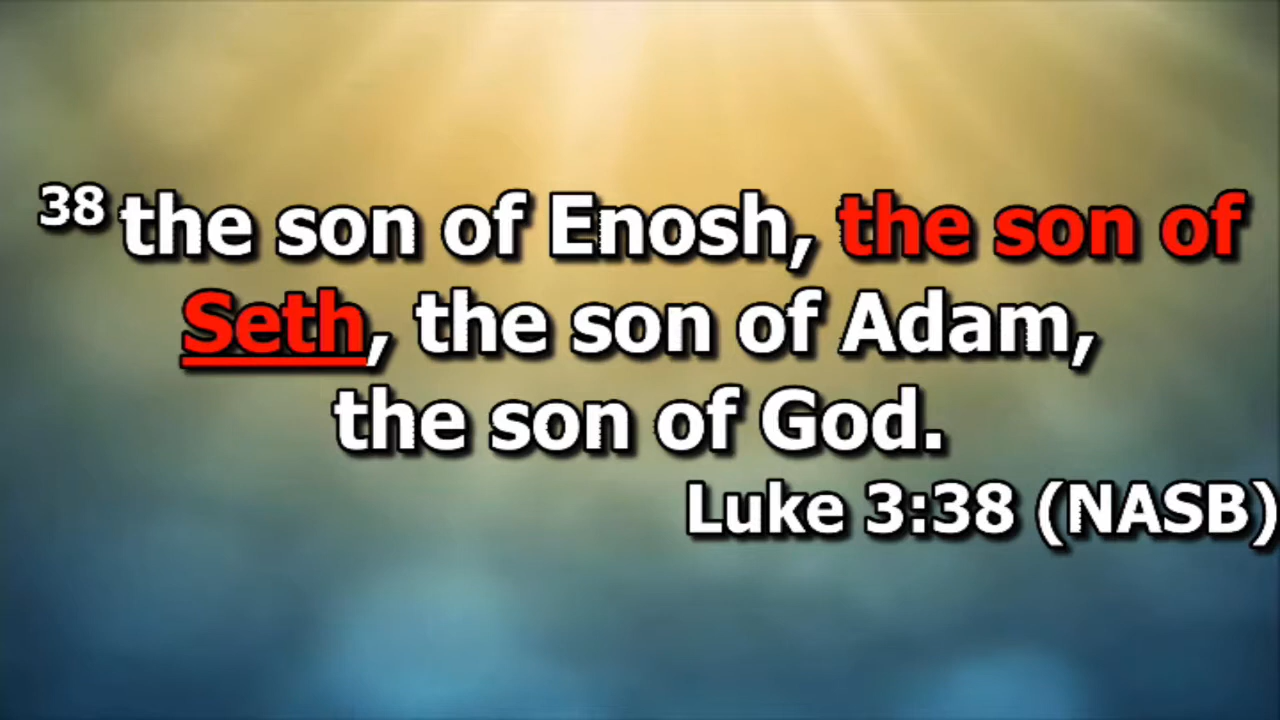 38 the son of Enosh, the son of
Seth, the son of Adam,
the son of God.
Luke 3:38 (NASB)